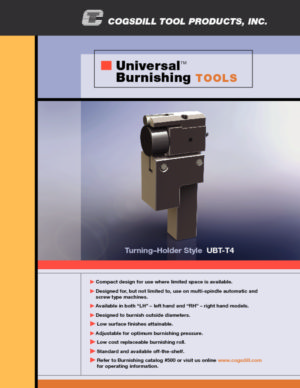 COGSDILL TOOL PRODUCTS, INC.
Universal™
Burnishing TOOLS
Turning–Holder Style UBT-T4
Compact design for use where limited space is available.
Designed for, but not limited to, use on multi-spindle automatic and
screw type machines.
Available in both "LH" – left hand and "RH" – right hand models.
Designed to burnish outside diameters.
Low surface finishes attainable.
Adjustable for optimum burnishing pressure.
Low cost replaceable burnishing roll.
Standard and available off-the-shelf.
Refer to Burnishing catalog #500 or visit us online www.cogsdill.com
for operating information.